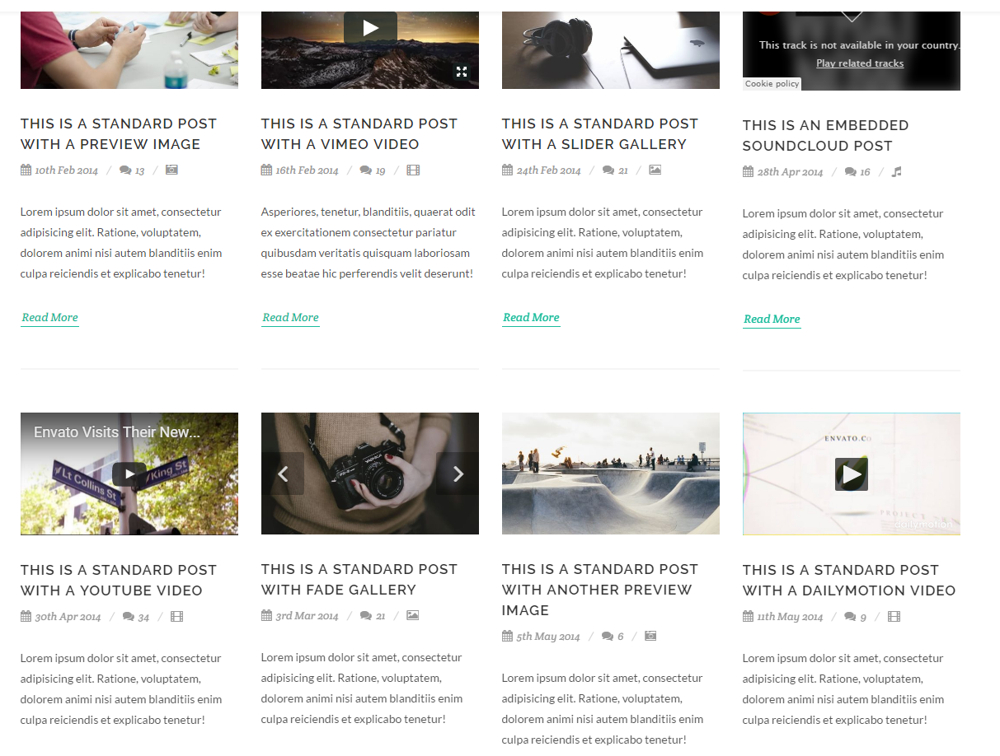 This track is not available in your country.
Play related tracks
Cookie policy
THIS IS A STANDARD POST
WITH A PREVIEW IMAGE
10th Feb 2014 / 13 /
Lorem ipsum dolor sit amet, consectetur
adipisicing elit. Ratione, voluptatem,
dolorem animi nisi autem blanditiis enim
culpa reiciendis et explicabo tenetur!
Read More
THIS IS A STANDARD POST
WITH A VIMEO VIDEO
16th Feb 2014 / 19 /
Asperiores, tenetur, blanditiis, quaerat odit
ex exercitationem consectetur pariatur
quibusdam veritatis quisquam laboriosam
esse beatae hic perferendis velit deserunt!
Read More
THIS IS A STANDARD POST
WITH A SLIDER GALLERY
24th Feb 2014 / 21 /
Lorem ipsum dolor sit amet, consectetur
adipisicing elit. Ratione, voluptatem,
dolorem animi nisi autem blanditiis enim
culpa reiciendis et explicabo tenetur!
Read More
THIS IS AN EMBEDDED
SOUNDCLOUD POST
28th Apr 2014 / 16 /
Lorem ipsum dolor sit amet, consectetur
adipisicing elit. Ratione, voluptatem,
dolorem animi nisi autem blanditiis enim
culpa reiciendis et explicabo tenetur!
Read More
Envato Visits Their New...
Lt Collins St
King St
THIS IS A STANDARD POST
WITH A YOUTUBE VIDEO
30th Apr 2014 / 34 /
Lorem ipsum dolor sit amet, consectetur
adipisicing elit. Ratione, voluptatem,
dolorem animi nisi autem blanditiis enim
culpa reiciendis et explicabo tenetur!
YASHICA
THIS IS A STANDARD POST
WITH FADE GALLERY
3rd Mar 2014 / 21 /
Lorem ipsum dolor sit amet, consectetur
adipisicing elit. Ratione, voluptatem,
dolorem animi nisi autem blanditiis enim
culpa reiciendis et explicabo tenetur!
THIS IS A STANDARD POST
WITH ANOTHER PREVIEW
IMAGE
5th May 2014 / 6 /
Lorem ipsum dolor sit amet, consectetur
adipisicing elit. Ratione, voluptatem,
dolorem animi nisi autem blanditiis enim
culpa reiciendis et explicabo tenetur!
ENVATO.CO
PROJECT
dailymotion
THIS IS A STANDARD POST
WITH A DAILYMOTION VIDEO
11th May 2014 / 9 /
Lorem ipsum dolor sit amet, consectetur
adipisicing elit. Ratione, voluptatem,
dolorem animi nisi autem blanditiis enim
culpa reiciendis et explicabo tenetur!